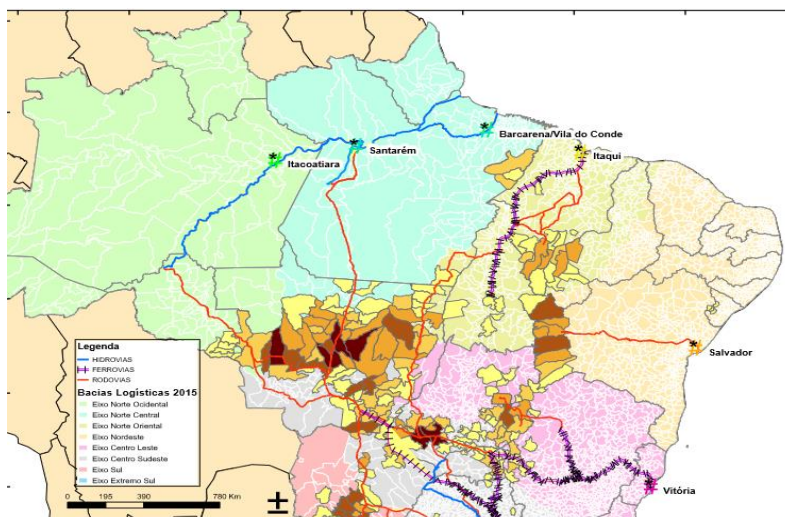 Barcarena/Vila do Conde
Santarém
Itaqui
Itacoatiara
Legenda
HIDROVIAS
FERROVIAS
RODOVIAS
Bacias Logísticas 2015
Eixo Norte Ocidental
Eixo Norte Central
Eixo Norte Oriental
Eixo Nordeste
Eixo Centro Leste
Eixo Centro Sudeste
Eixo Sul
Eixo Extremo Sul
Salvador
Vitória
0 195 390 780 Km